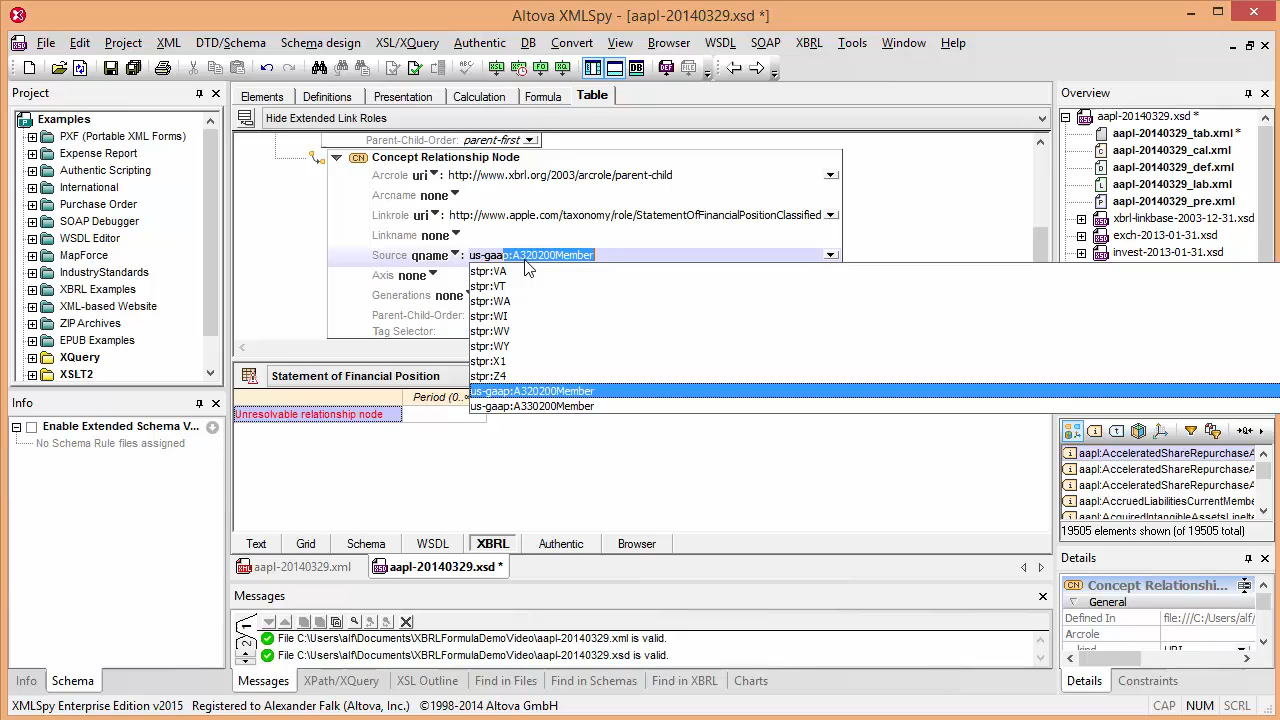 Altova XMLSpy - [aapl-20140329.xsd *]
File Edit Project XML DTD/Schema Schema design XSL/XQuery Authentic DB Convert View Browser WSDL SOAP XBRL Tools Window Help
Project
Examples
PXF (Portable XML Forms)
Expense Report
Authentic Scripting
International
Purchase Order
SOAP Debugger
WSDL Editor
MapForce
IndustryStandards
XBRL Examples
XML-based Website
ZIP Archives
EPUB Examples
XQuery
XSLT2
Info
Enable Extended Schema V...
No Schema Rule files assigned
Info Schema
Elements Definitions Presentation Calculation Formula Table
Hide Extended Link Roles
Parent-Child-Order: parent-first
CN Concept Relationship Node
Arcrole uri : http://www.xbrl.org/2003/arcrole/parent-child
Arcname none
Linkrole uri : http://www.apple.com/taxonomy/role/StatementOfFinancialPositionClassified
Linkname none
Source qname : us-gaap:A320200Member
Axis none
Generations none
Parent-Child-Order:
Tag Selector:
stpr:VA
stpr:VT
stpr:WA
stpr:WI
stpr:WV
stpr:WY
stpr:X1
stpr:Z4
us-gaap:A320200Member
us-gaap:A330200Member
Statement of Financial Position
Period (0..
Unresolvable relationship node
Text Grid Schema WSDL XBRL Authentic Browser
aapl-20140329.xml aapl-20140329.xsd *
Messages
1
2
File C:\Users\alf\Documents\XBRLFormulaDemoVideo\aapl-20140329.xml is valid.
File C:\Users\alf\Documents\XBRLFormulaDemoVideo\aapl-20140329.xsd is valid.
Messages XPath/XQuery XSL Outline Find in Files Find in Schemas Find in XBRL Charts
Overview
aapl-20140329.xsd *
aapl-20140329_tab.xml *
aapl-20140329_cal.xml
aapl-20140329_def.xml
aapl-20140329_lab.xml
aapl-20140329_pre.xml
xbrl-linkbase-2003-12-31.xsd
exch-2013-01-31.xsd
invest-2013-01-31.xsd
aapl:AcceleratedShareRepurchaseA
aapl:AcceleratedShareRepurchaseA
aapl:AcceleratedShareRepurchaseA
aapl:AccruedLiabilitiesCurrentMembe
aapl:AcquiredIntangibleAssetsLineIte
19505 elements shown (of 19505 total)
Details
CN Concept Relationshi...
General
Defined In file:///C:/Users/alf/
Arcrole
kind URI
Details Constraints
XMLSpy Enterprise Edition v2015 Registered to Alexander Falk (Altova, Inc.) ©1998-2014 Altova GmbH CAP NUM SCRL